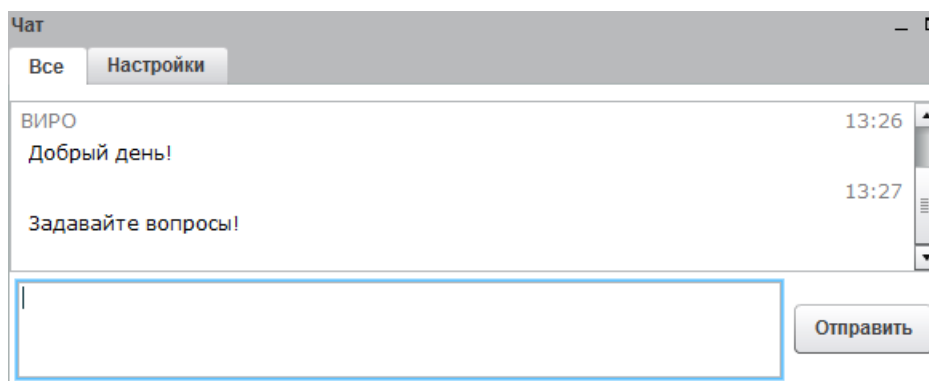 Чат
Все Настройки
ВИРО 13:26
Добрый день!
13:27
Задавайте вопросы!
Отправить